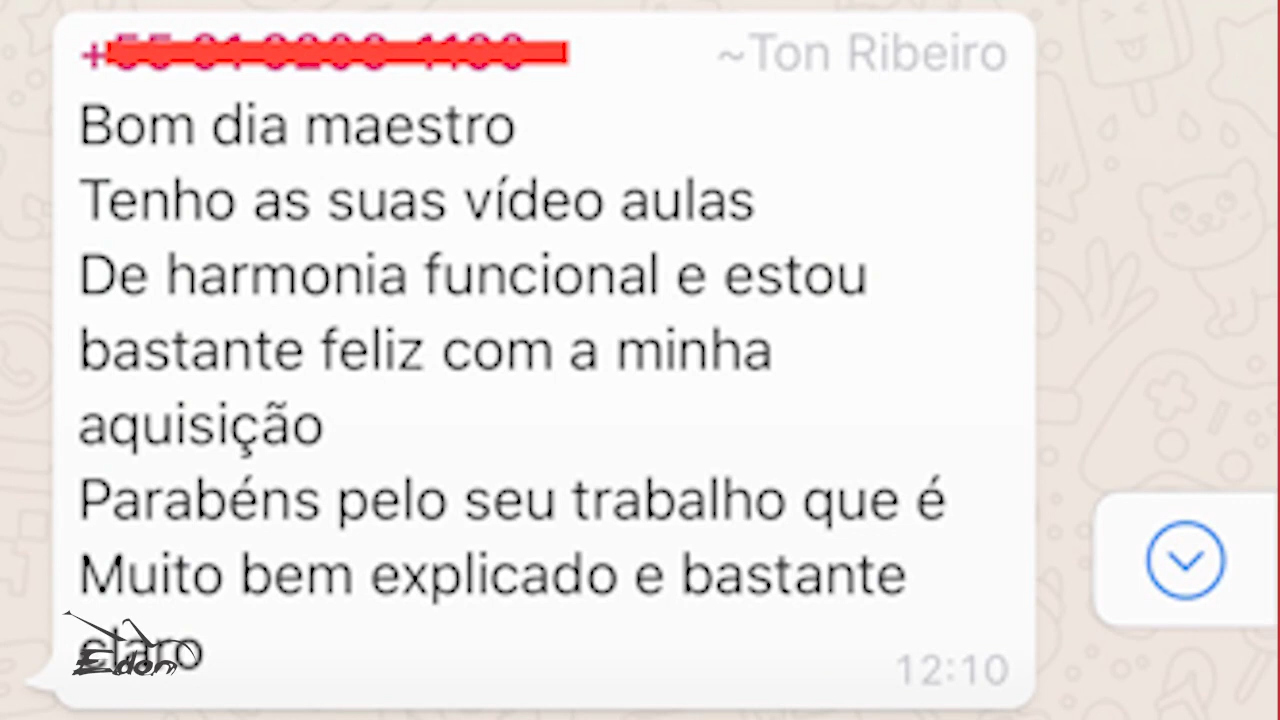 ~Ton Ribeiro
Bom dia maestro
Tenho as suas vídeo aulas
De harmonia funcional e estou
bastante feliz com a minha
aquisição
Parabéns pelo seu trabalho que é
Muito bem explicado e bastante
claro
Edon
12:10